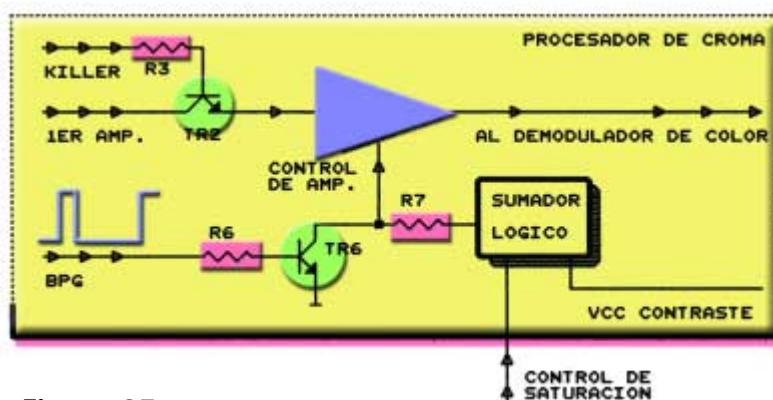 PROCESADOR DE CROMA
KILLER
R3
1ER AMP.
TR2
AL DEMODULADOR DE COLOR
CONTROL
DE AMP.
R7
SUMADOR
LOGICO
R6
TR6
BPG
VCC CONTRASTE
CONTROL DE
SATURACION